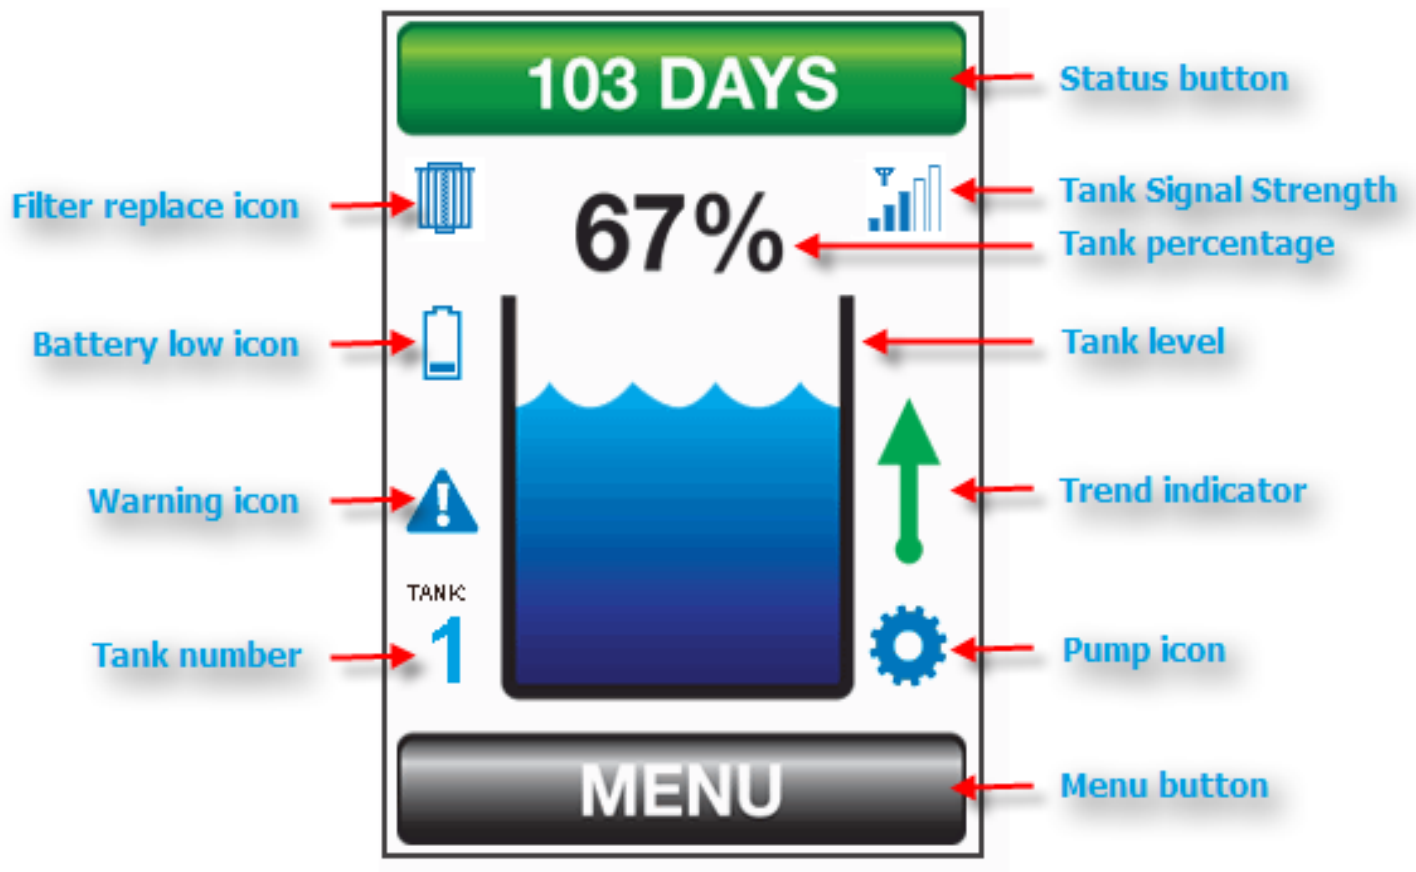 103 DAYS
Status button
Filter replace icon
67%
Tank Signal Strength
Tank percentage
Battery low icon
Tank level
Warning icon
Trend indicator
TANK:
1
Tank number
Pump icon
MENU
Menu button